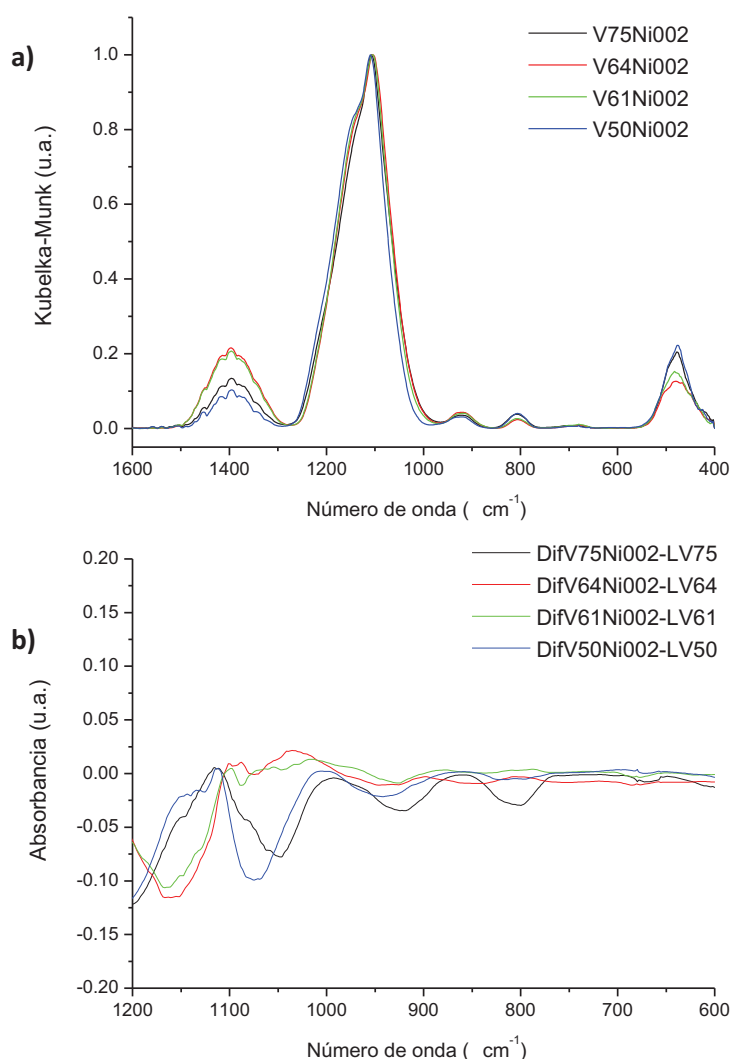 a)
V75Ni002
V64Ni002
V61Ni002
V50Ni002
Kubelka-Munk (u.a.)
1.0
0.8
0.6
0.4
0.2
0.0
1600 1400 1200 1000 800 600 400
Número de onda ( cm-1)
b)
DifV75Ni002-LV75
DifV64Ni002-LV64
DifV61Ni002-LV61
DifV50Ni002-LV50
Absorbancia (u.a.)
0.20
0.15
0.10
0.05
0.00
-0.05
-0.10
-0.15
-0.20
1200 1100 1000 900 800 700 600
Número de onda ( cm-1)